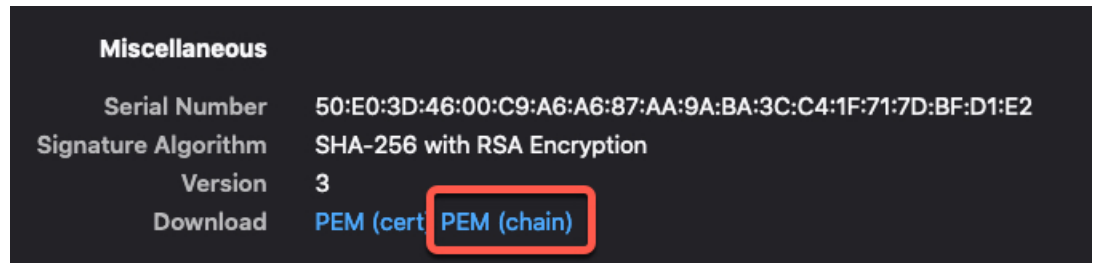 Miscellaneous
Serial Number 50:E0:3D:46:00:C9:A6:A6:87:AA:9A:BA:3C:C4:1F:71:7D:BF:D1:E2
Signature Algorithm SHA-256 with RSA Encryption
Version 3
Download PEM (cert) PEM (chain)